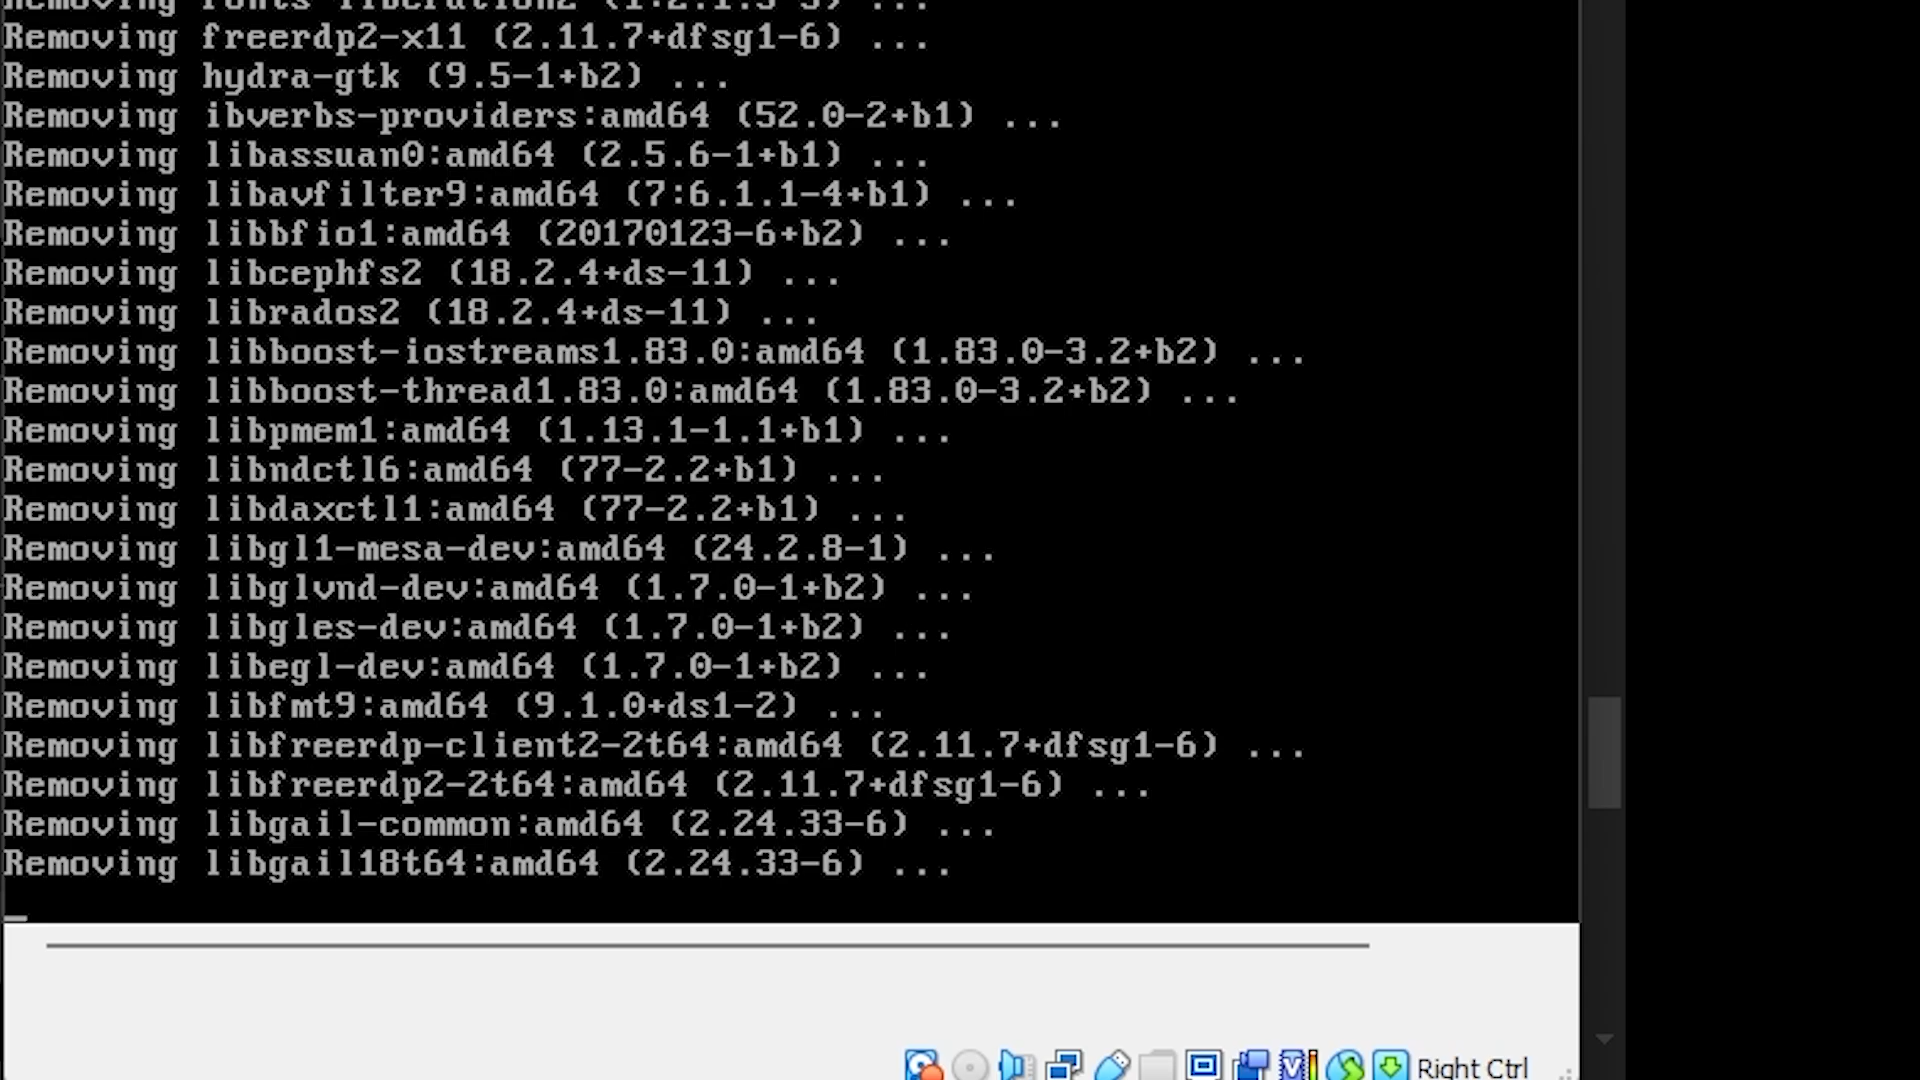 Removing fonts-liberation2 (1:2.1.5-3) ...
Removing freerdp2-x11 (2.11.7+dfsg1-6) ...
Removing hydra-gtk (9.5-1+b2) ...
Removing ibverbs-providers:amd64 (52.0-2+b1) ...
Removing libassuan0:amd64 (2.5.6-1+b1) ...
Removing libavfilter9:amd64 (7:6.1.1-4+b1) ...
Removing libbfio1:amd64 (20170123-6+b2) ...
Removing libcephfs2 (18.2.4+ds-11) ...
Removing librados2 (18.2.4+ds-11) ...
Removing libboost-iostreams1.83.0:amd64 (1.83.0-3.2+b2) ...
Removing libboost-thread1.83.0:amd64 (1.83.0-3.2+b2) ...
Removing libpmem1:amd64 (1.13.1-1.1+b1) ...
Removing libndctl6:amd64 (77-2.2+b1) ...
Removing libdaxctl1:amd64 (77-2.2+b1) ...
Removing libgl1-mesa-dev:amd64 (24.2.8-1) ...
Removing libglvnd-dev:amd64 (1.7.0-1+b2) ...
Removing libgles-dev:amd64 (1.7.0-1+b2) ...
Removing libegl-dev:amd64 (1.7.0-1+b2) ...
Removing libfmt9:amd64 (9.1.0+ds1-2) ...
Removing libfreerdp-client2-2t64:amd64 (2.11.7+dfsg1-6) ...
Removing libfreerdp2-2t64:amd64 (2.11.7+dfsg1-6) ...
Removing libgail-common:amd64 (2.24.33-6) ...
Removing libgail18t64:amd64 (2.24.33-6) ...
Right Ctrl